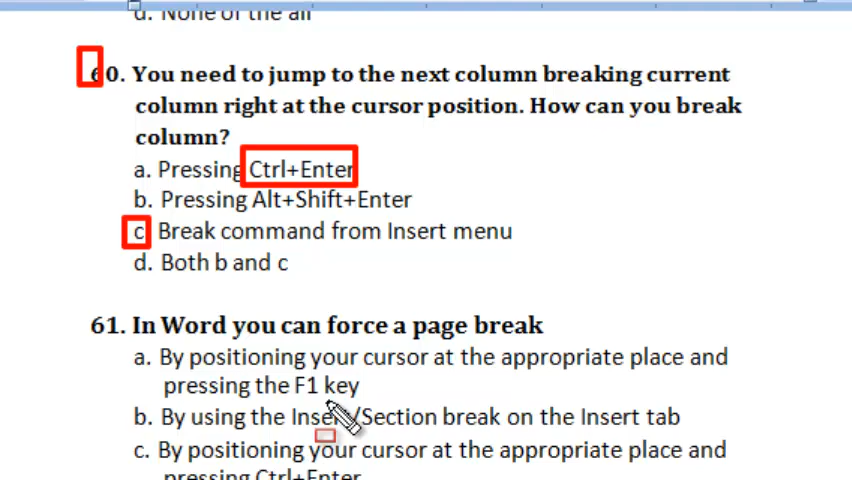 d. None of the all
60. You need to jump to the next column breaking current
column right at the cursor position. How can you break
column?
a. Pressing Ctrl+Enter
b. Pressing Alt+Shift+Enter
c. Break command from Insert menu
d. Both b and c
61. In Word you can force a page break
a. By positioning your cursor at the appropriate place and
pressing the F1 key
b. By using the Insert/Section break on the Insert tab
c. By positioning your cursor at the appropriate place and
pressing Ctrl+Enter